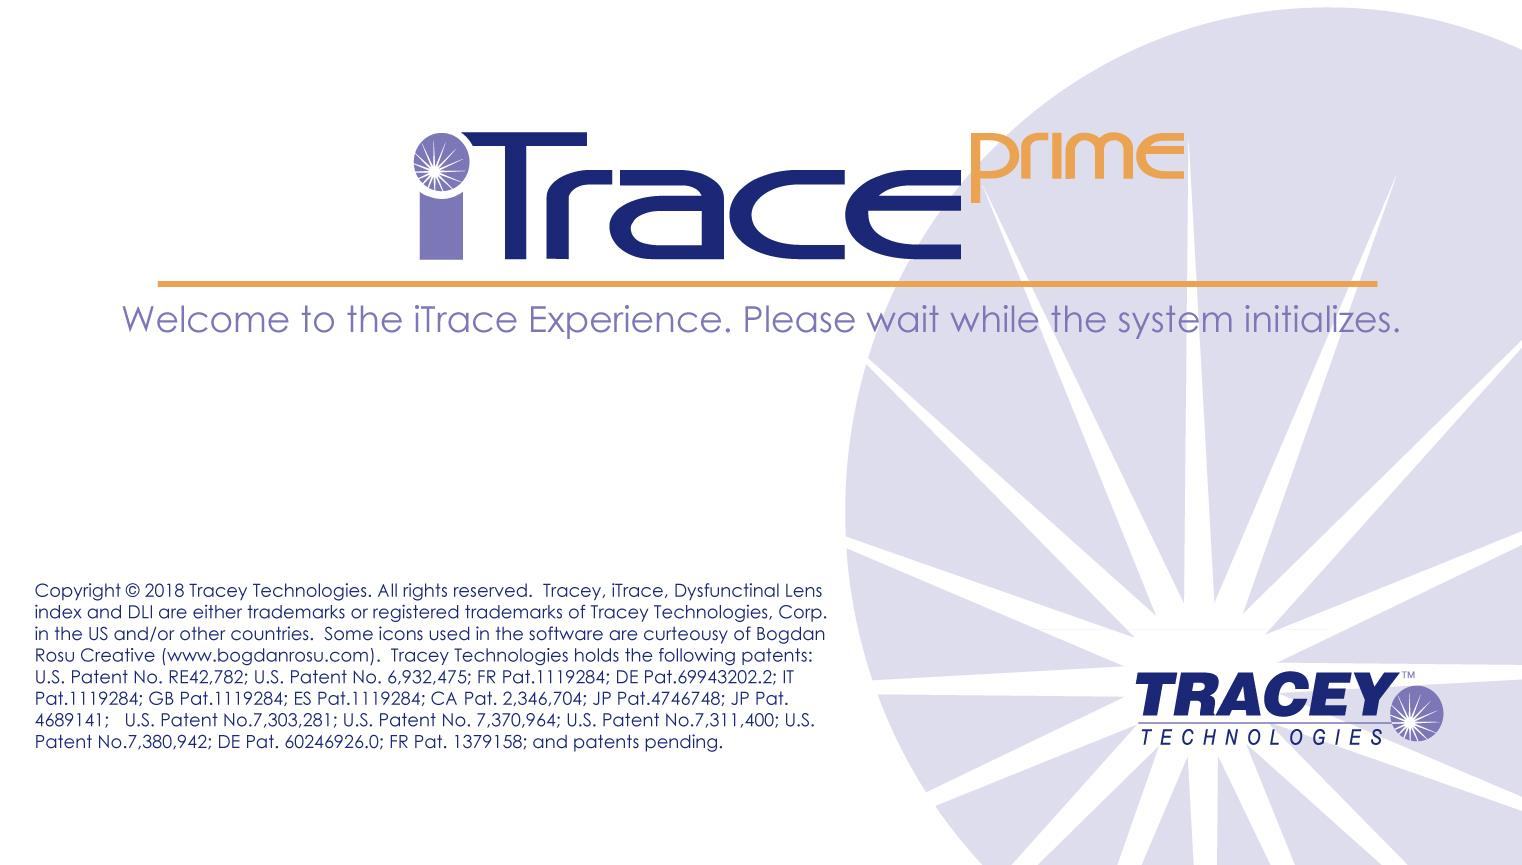 iTrace prime
Welcome to the iTrace Experience. Please wait while the system initializes.
Copyright © 2018 Tracey Technologies. All rights reserved.  Tracey, iTrace, Dysfunctinal Lens
index and DLI are either trademarks or registered trademarks of Tracey Technologies, Corp.
in the US and/or other countries.  Some icons used in the software are curteousy of Bogdan
Rosu Creative (www.bogdanrosu.com).  Tracey Technologies holds the following patents:
U.S. Patent No. RE42,782; U.S. Patent No. 6,932,475; FR Pat.1119284; DE Pat.69943202.2; IT
Pat.1119284; GB Pat.1119284; ES Pat.1119284; CA Pat. 2,346,704; JP Pat.4746748; JP Pat.
4689141;   U.S. Patent No.7,303,281; U.S. Patent No. 7,370,964; U.S. Patent No.7,311,400; U.S.
Patent No.7,380,942; DE Pat. 60246926.0; FR Pat. 1379158; and patents pending.
TRACEY™
TECHNOLOGIES